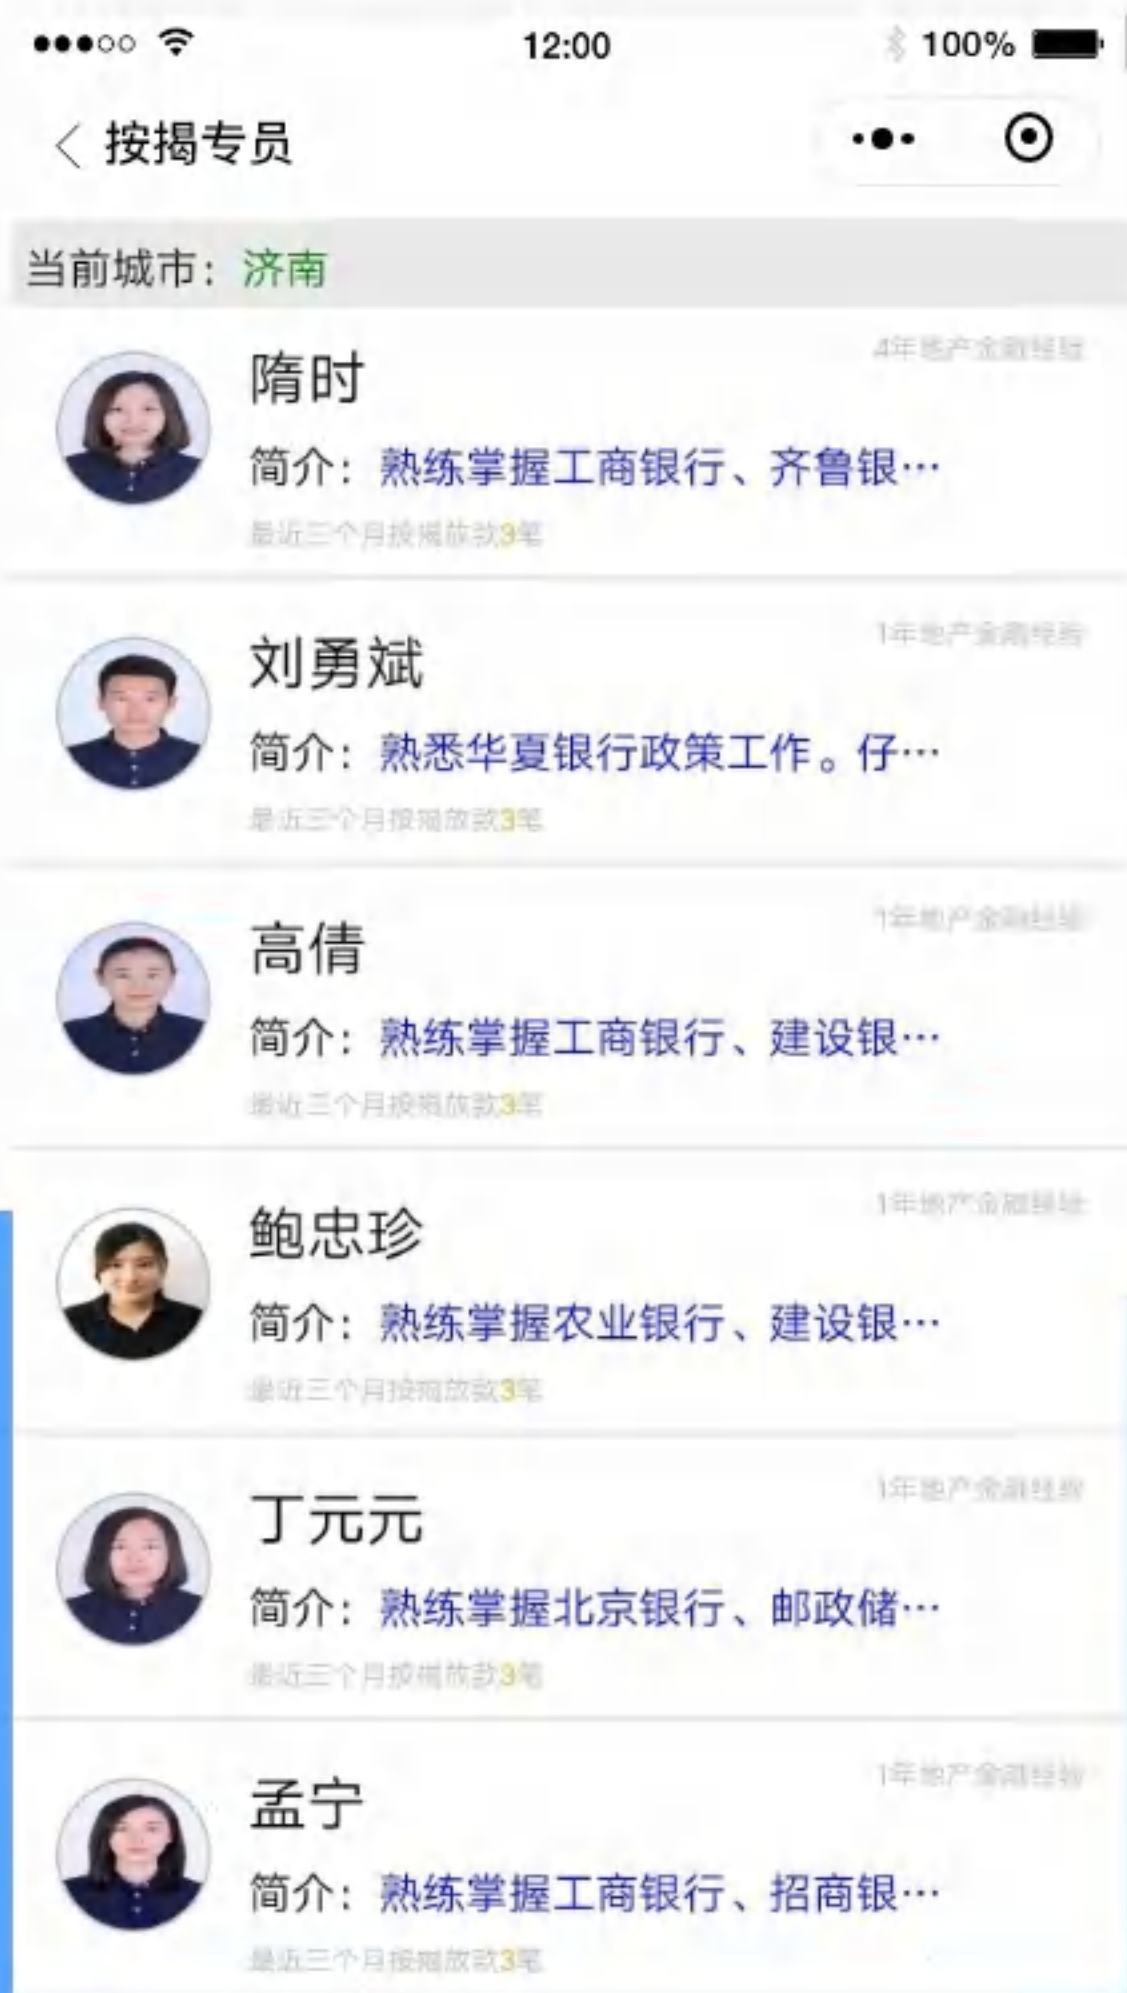 12:00
100%
按揭专员
当前城市：济南
4年地产金融经验
隋时
简介：熟练掌握工商银行、齐鲁银…
最近三个月按揭放款3笔
1年地产金融经验
刘勇斌
简介：熟悉华夏银行政策工作。仔…
最近三个月按揭放款3笔
1年地产金融经验
高倩
简介：熟练掌握工商银行、建设银…
最近三个月按揭放款3笔
1年地产金融经验
鲍忠珍
简介：熟练掌握农业银行、建设银…
最近三个月按揭放款3笔
1年地产金融经验
丁元元
简介：熟练掌握北京银行、邮政储…
最近三个月按揭放款3笔
1年地产金融经验
孟宁
简介：熟练掌握工商银行、招商银…
最近三个月按揭放款3笔